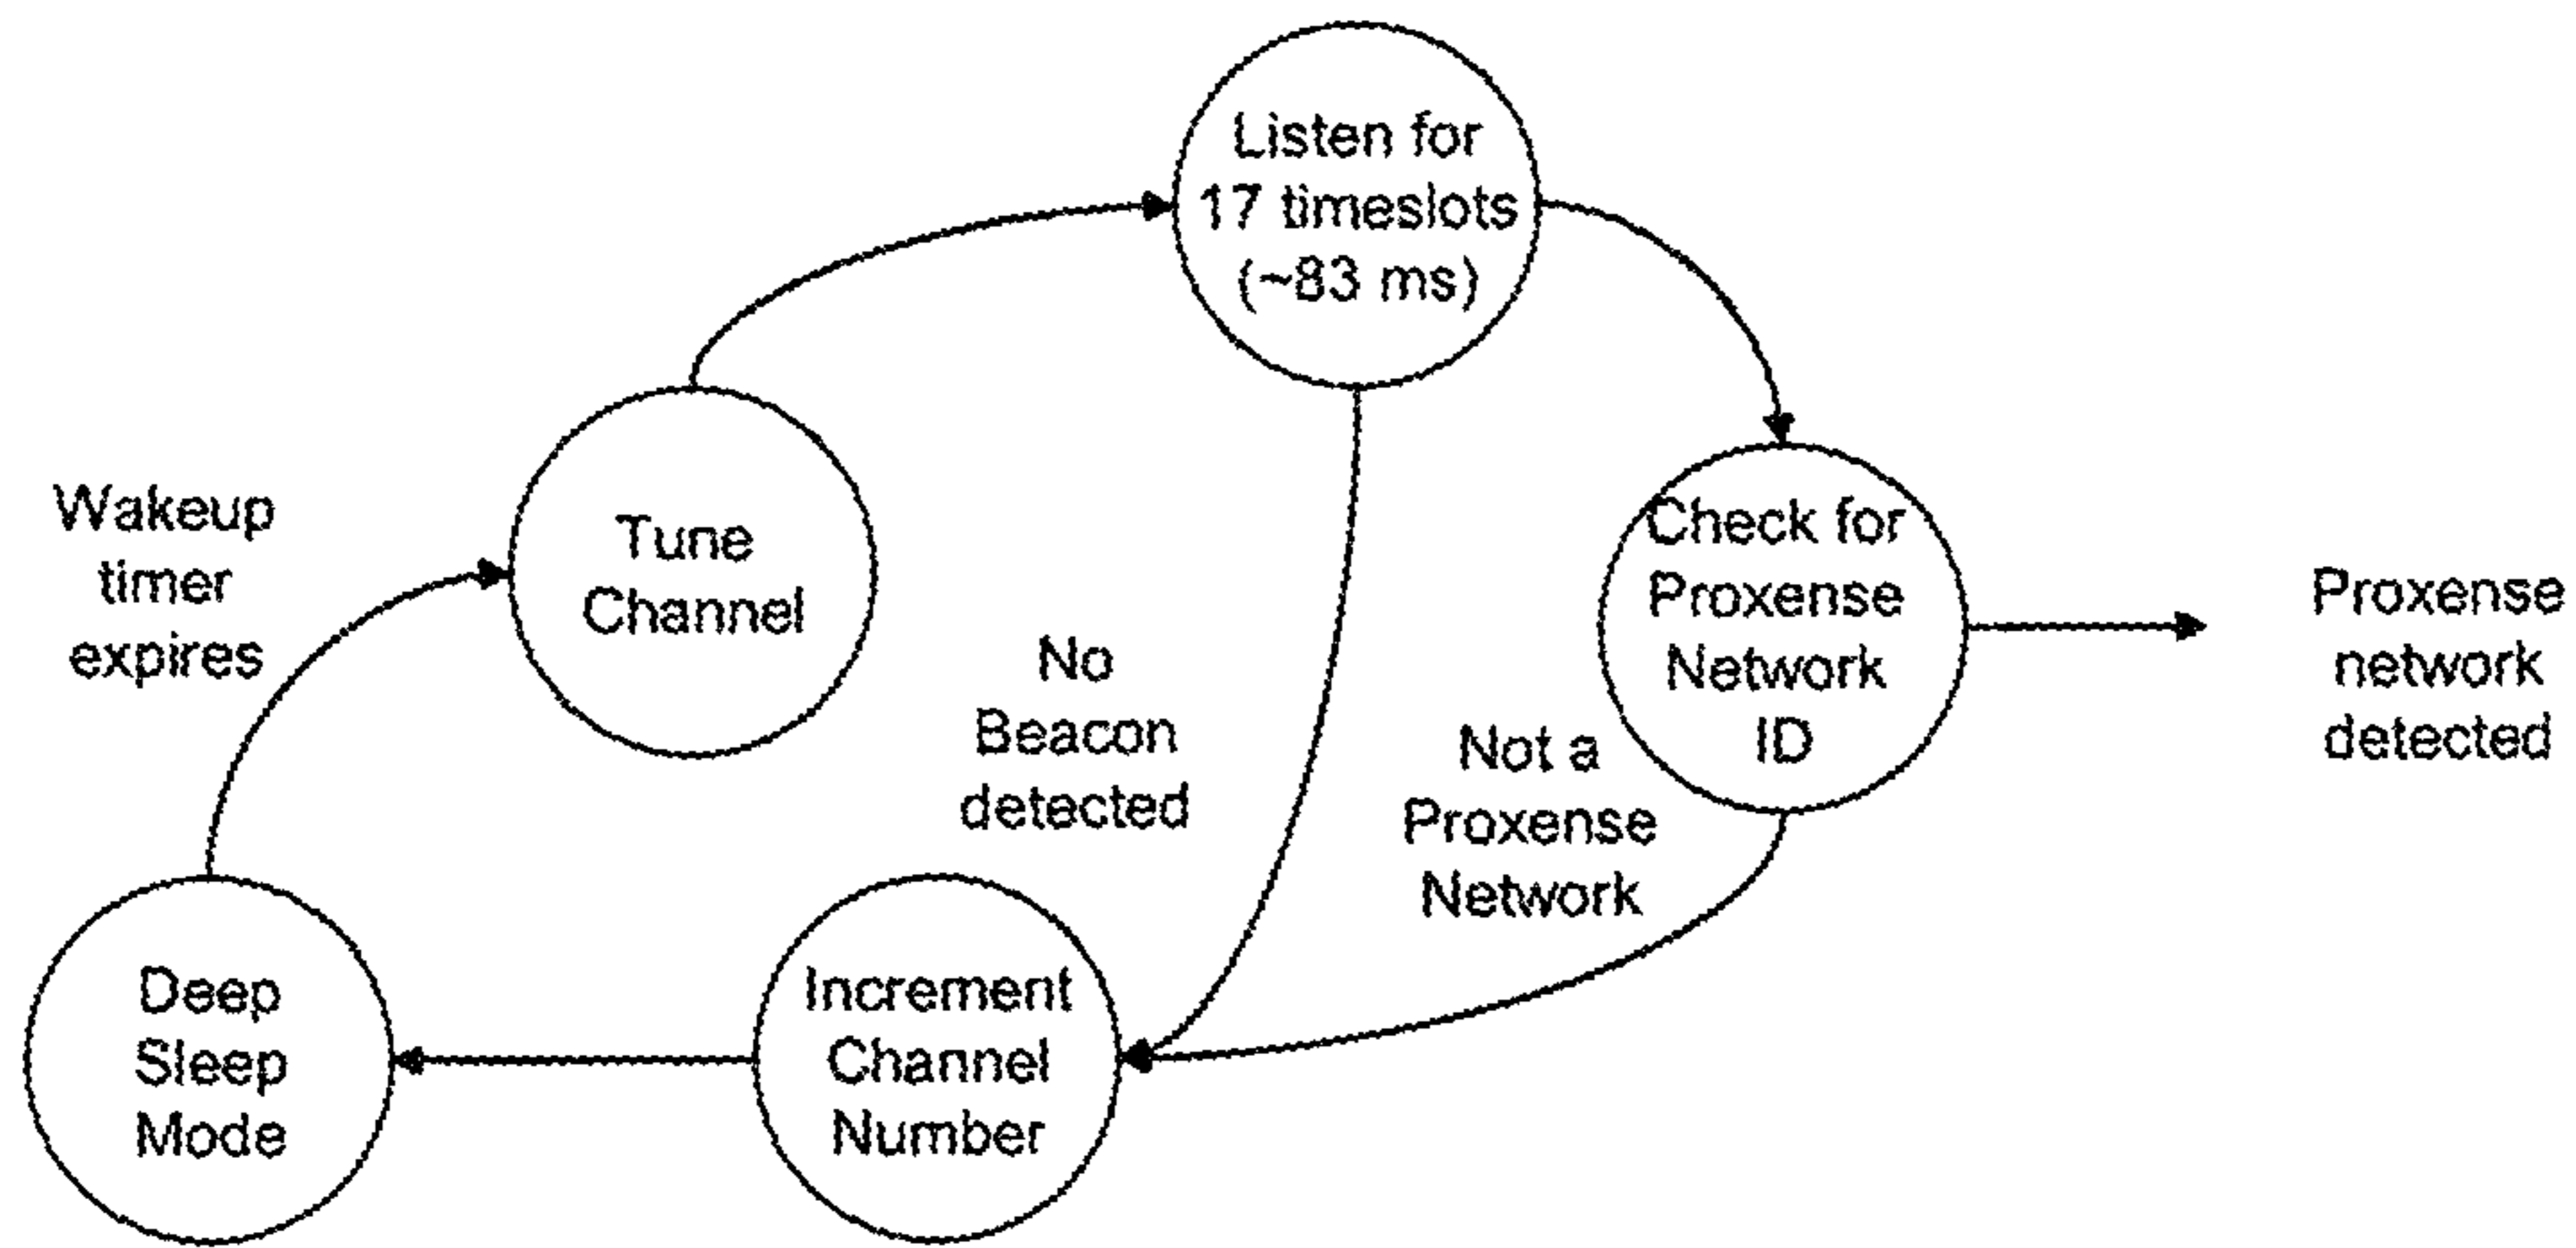 Listen for
17 timeslots
(~83 ms)
Wakeup
timer
expires
Tune
Channel
No
Beacon
detected
Check for
Proxense
Network
ID
Not a
Proxense
Network
Proxense
network
detected
Deep
Sleep
Mode
Increment
Channel
Number